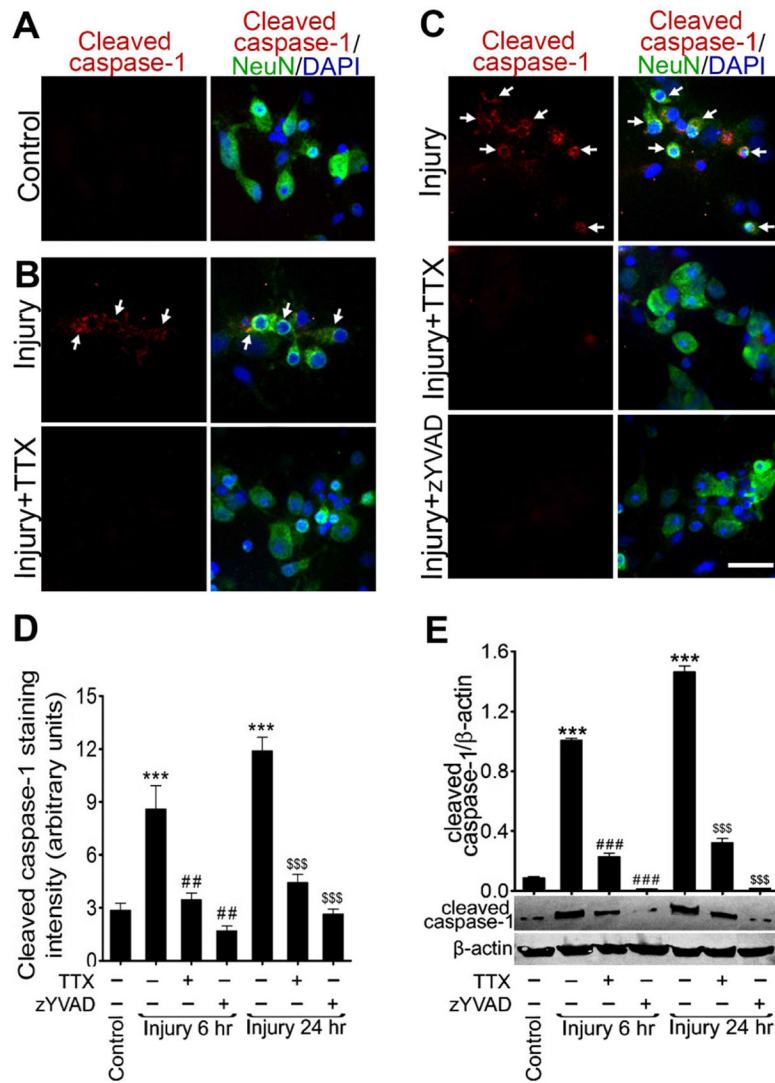 A
Cleaved
caspase-1
Cleaved
caspase-1/
NeuN/DAPI
Control
B
Injury
Injury+TTX
C
Cleaved
caspase-1
Cleaved
caspase-1/
NeuN/DAPI
Injury
Injury+TTX
Injury+zYVAD
D
Cleaved caspase-1 staining
intensity (arbitrary units)
15
12
9
6
3
0
***
##
##
***
$$$
$$$
TTX – – + – – + –
zYVAD – – – + – – +
Control
Injury 6 hr
Injury 24 hr
E
cleaved
caspase-1/β-actin
1.6
1.2
0.8
0.4
0.0
***
###
###
***
$$$
$$$
cleaved
caspase-1
β-actin
TTX – – + – – + –
zYVAD – – – + – – +
Control
Injury 6 hr
Injury 24 hr